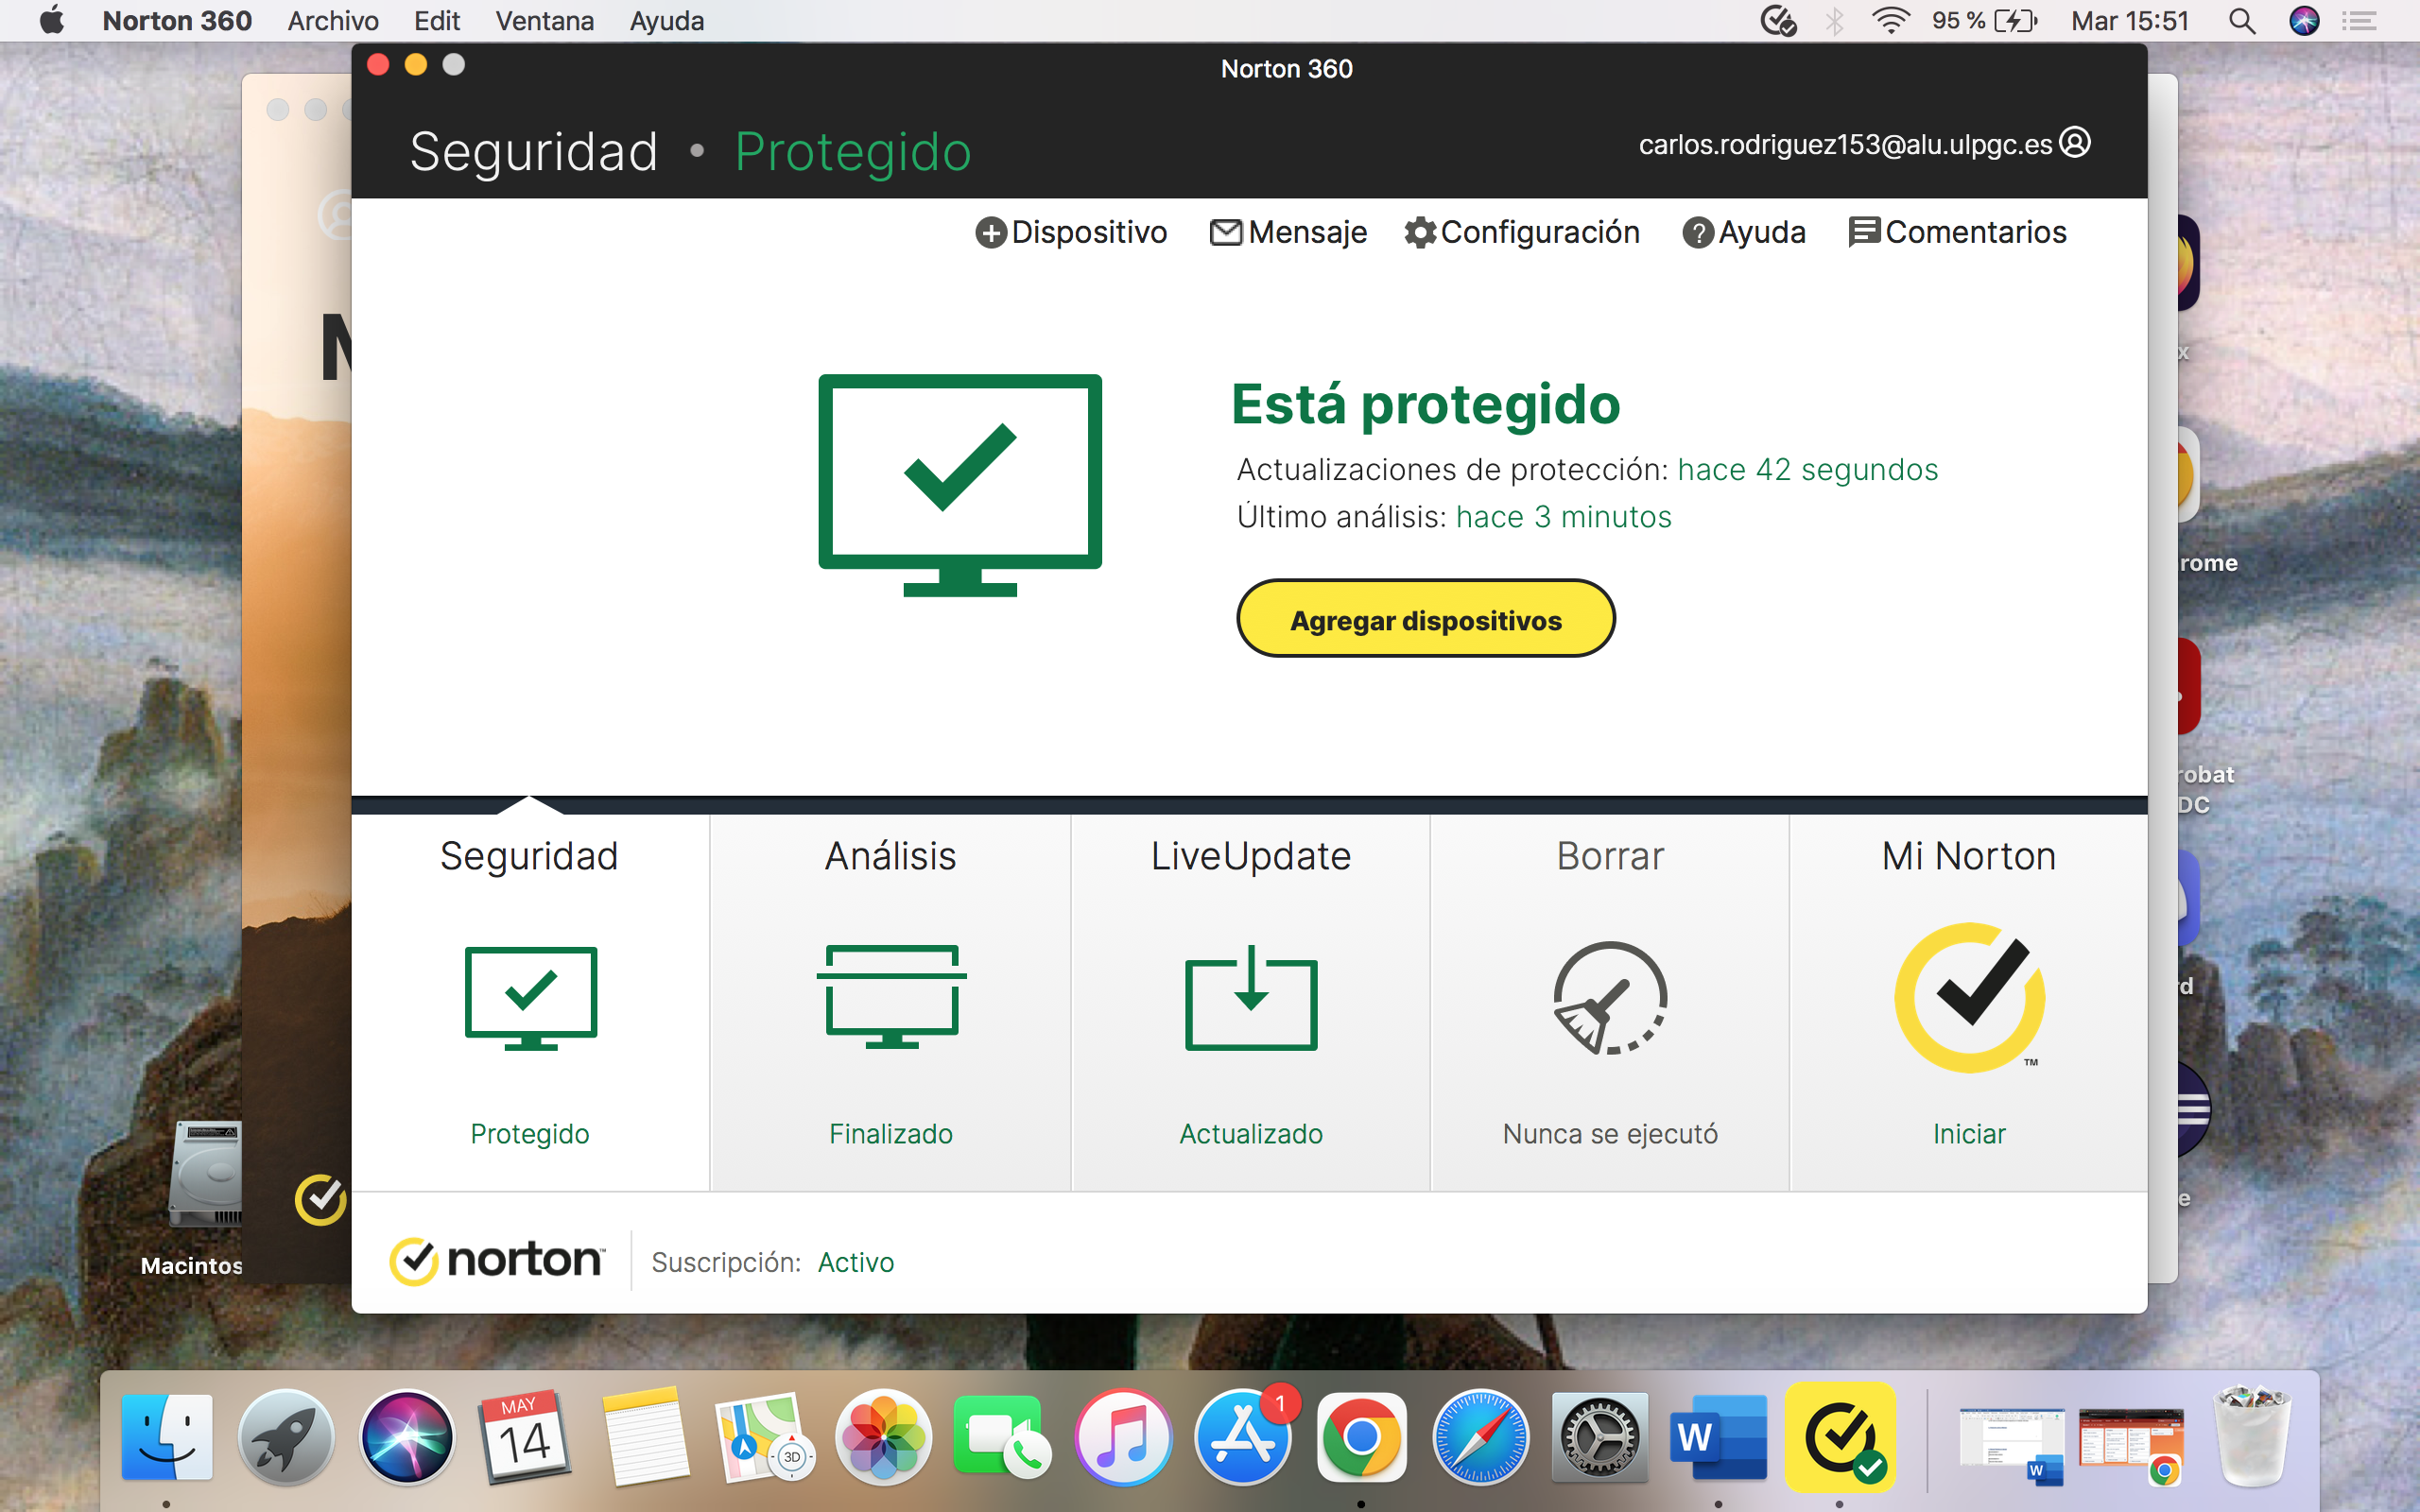 Norton 360 Archivo Edit Ventana Ayuda 95 % Mar 15:51
Norton 360
Seguridad • Protegido carlos.rodriguez153@alu.ulpgc.es
Dispositivo Mensaje Configuración ? Ayuda Comentarios
Está protegido
Actualizaciones de protección: hace 42 segundos
Último análisis: hace 3 minutos
Agregar dispositivos
Seguridad Análisis LiveUpdate Borrar Mi Norton
TM
Protegido Finalizado Actualizado Nunca se ejecutó Iniciar
norton Suscripción: Activo
M
x
rome
robat
DC
rd
e
Macintos
MAY
14
3D
1
W
W